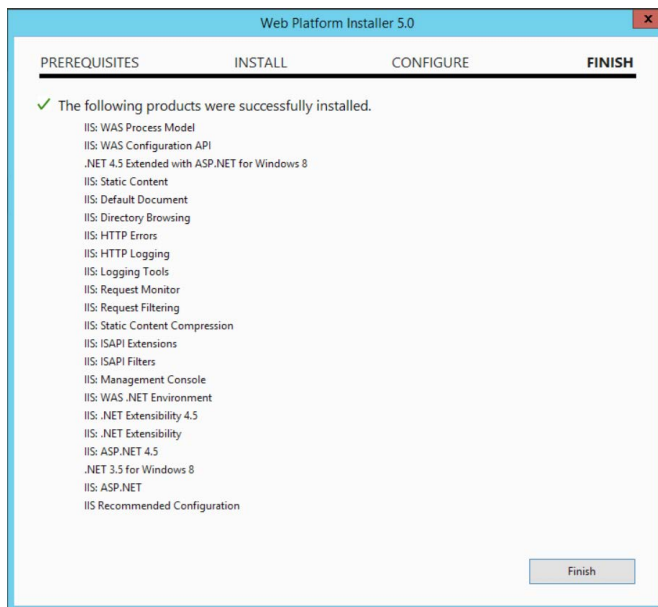 Web Platform Installer 5.0
x
PREREQUISITES INSTALL CONFIGURE FINISH
The following products were successfully installed.
IIS: WAS Process Model
IIS: WAS Configuration API
.NET 4.5 Extended with ASP.NET for Windows 8
IIS: Static Content
IIS: Default Document
IIS: Directory Browsing
IIS: HTTP Errors
IIS: HTTP Logging
IIS: Logging Tools
IIS: Request Monitor
IIS: Request Filtering
IIS: Static Content Compression
IIS: ISAPI Extensions
IIS: ISAPI Filters
IIS: Management Console
IIS: WAS .NET Environment
IIS: .NET Extensibility 4.5
IIS: .NET Extensibility
IIS: ASP.NET 4.5
.NET 3.5 for Windows 8
IIS: ASP.NET
IIS Recommended Configuration
Finish